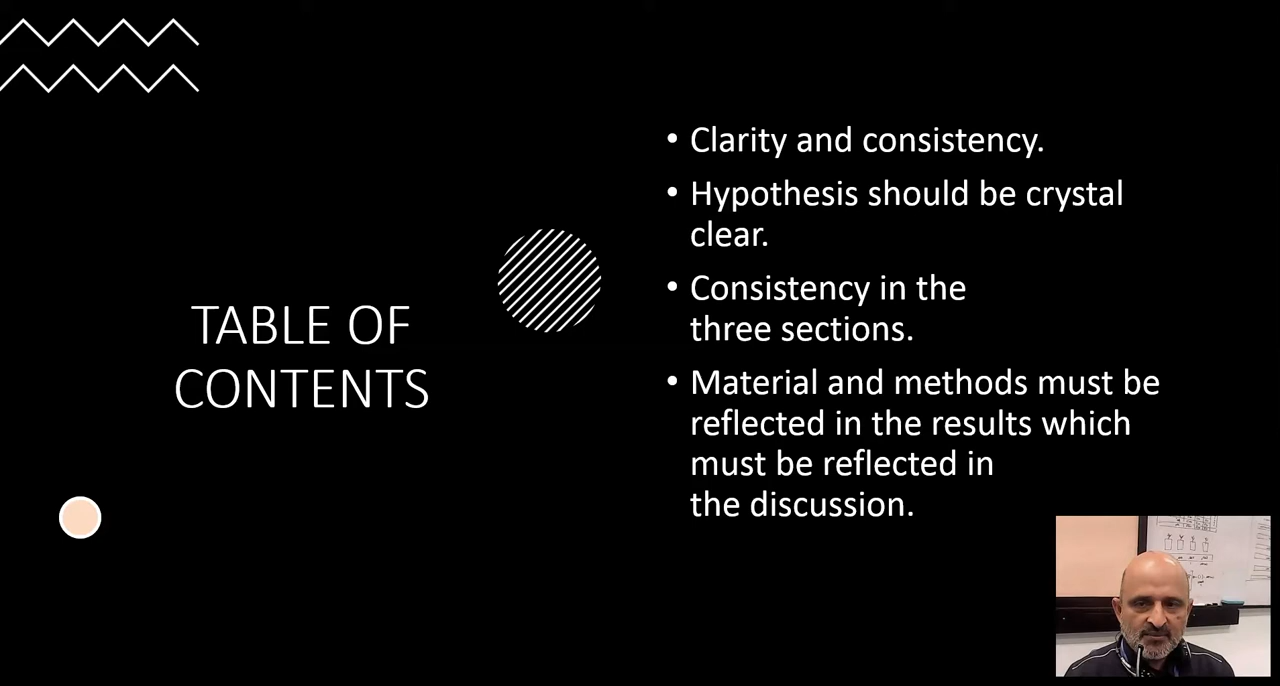 TABLE OF
CONTENTS
• Clarity and consistency.
• Hypothesis should be crystal
clear.
• Consistency in the
three sections.
• Material and methods must be
reflected in the results which
must be reflected in
the discussion.